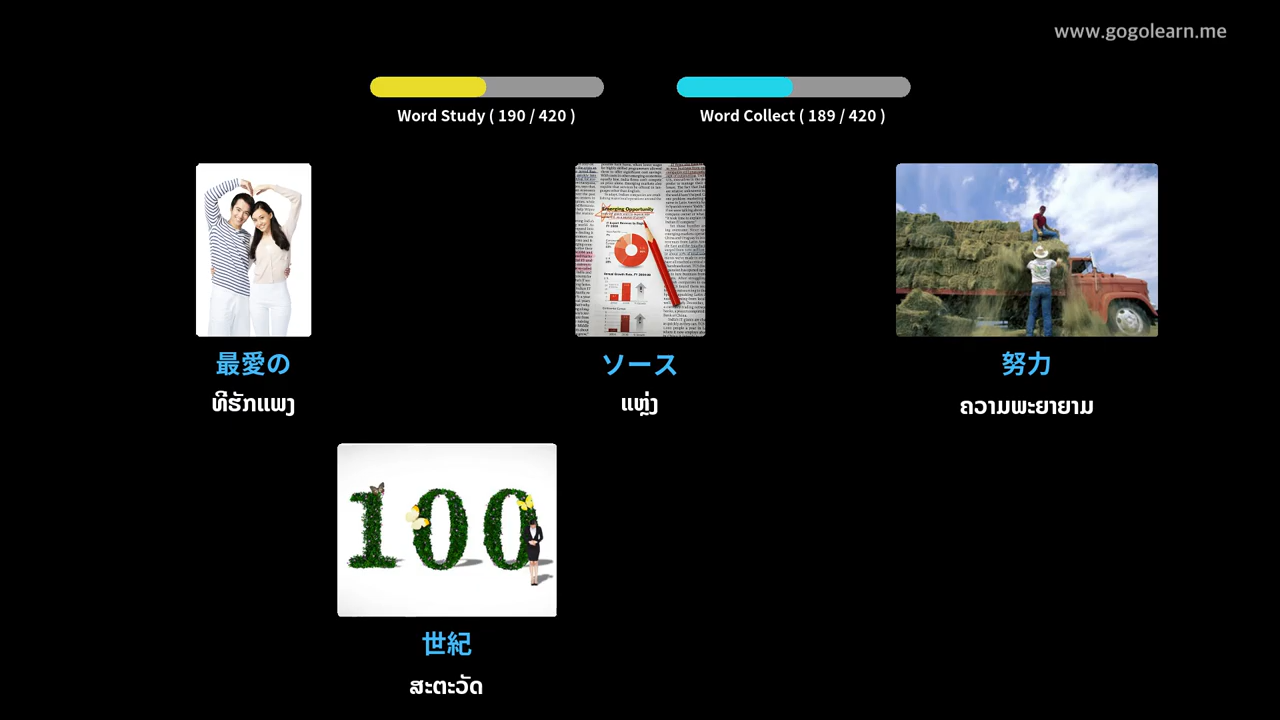 www.gogolearn.me
Word Study ( 190 / 420 )
Word Collect ( 189 / 420 )
Emerging Opportunity
最愛の
ທີ່ຮັກແພງ
ソース
ແຫຼ່ງ
努力
ຄວາມພະຍາຍາມ
100
世紀
ສະຕະວັດ